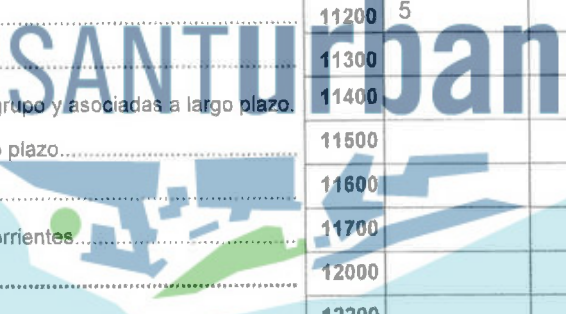 11200 5
SANTurban
11300
grupo y asociadas a largo plazo. 11400
plazo 11500
11600
rrientes 11700
12000